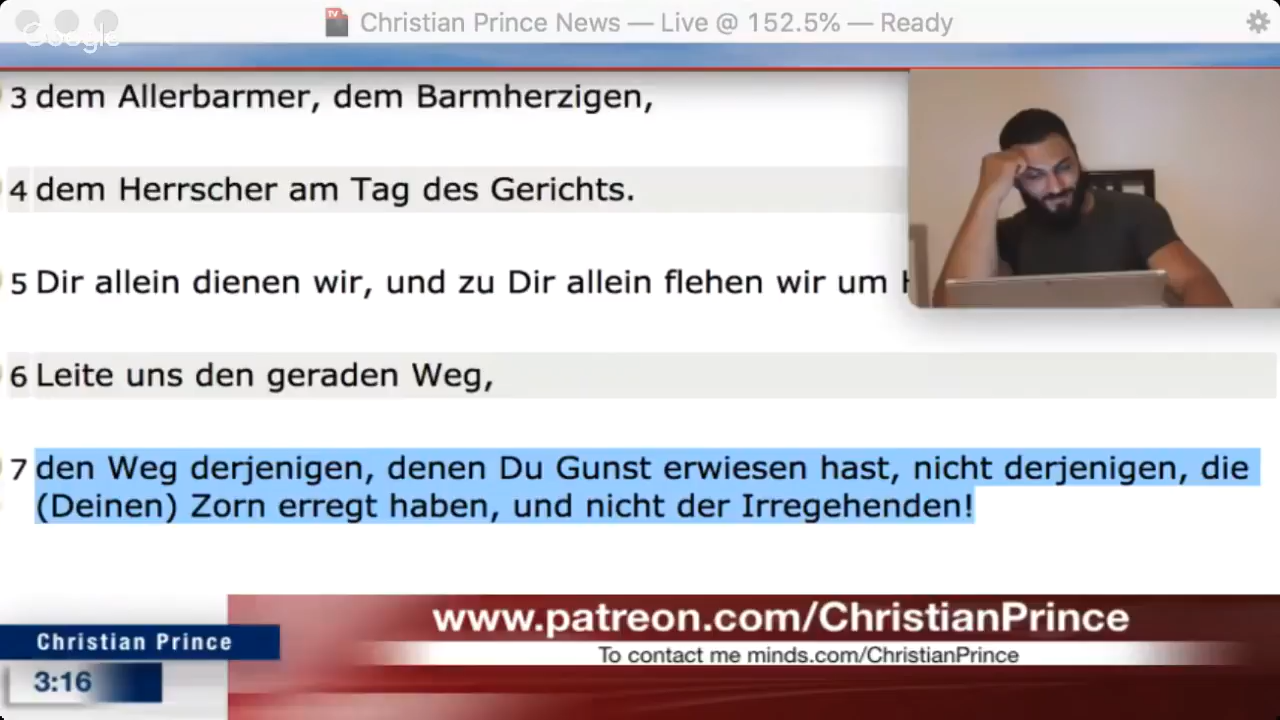 Christian Prince News — Live @ 152.5% — Ready
Google
3 dem Allerbarmer, dem Barmherzigen,
4 dem Herrscher am Tag des Gerichts.
5 Dir allein dienen wir, und zu Dir allein flehen wir um
6 Leite uns den geraden Weg,
7 den Weg derjenigen, denen Du Gunst erwiesen hast, nicht derjenigen, die
(Deinen) Zorn erregt haben, und nicht der Irregehenden!
www.patreon.com/ChristianPrince
Christian Prince
To contact me minds.com/ChristianPrince
3:16